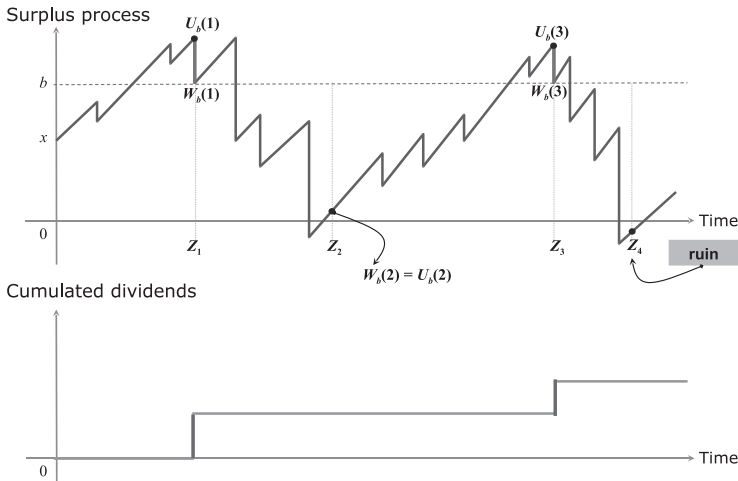 Surplus process
U_b(1)
U_b(3)
b
W_b(1)
W_b(3)
x
Time
0
Z_1
Z_2
Z_3
Z_4
ruin
W_b(2) = U_b(2)
Cumulated dividends
Time
0